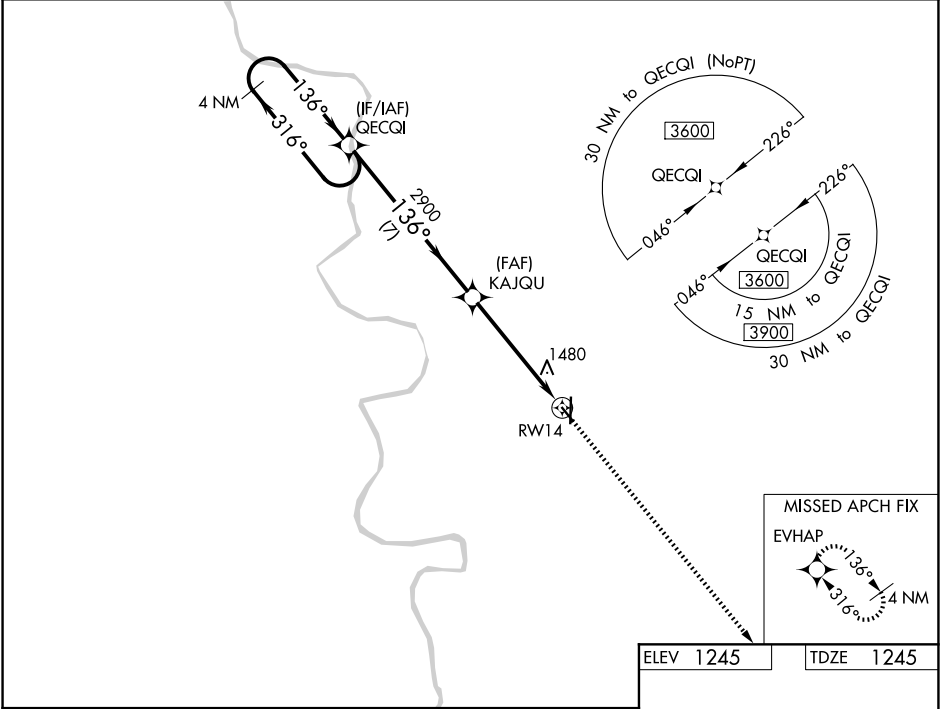 4 NM
136°
316°
(IF/IAF)
QECQI
2900
136°
(7)
(FAF)
KAJQU
1480
RW14
30 NM to QECQI (NoPT)
3600
226°
QECQI
046°
226°
QECQI
046°
3600
15 NM to QECQI
3900
30 NM to QECQI
MISSED APCH FIX
EVHAP
136°
316°
4 NM
ELEV 1245
TDZE 1245